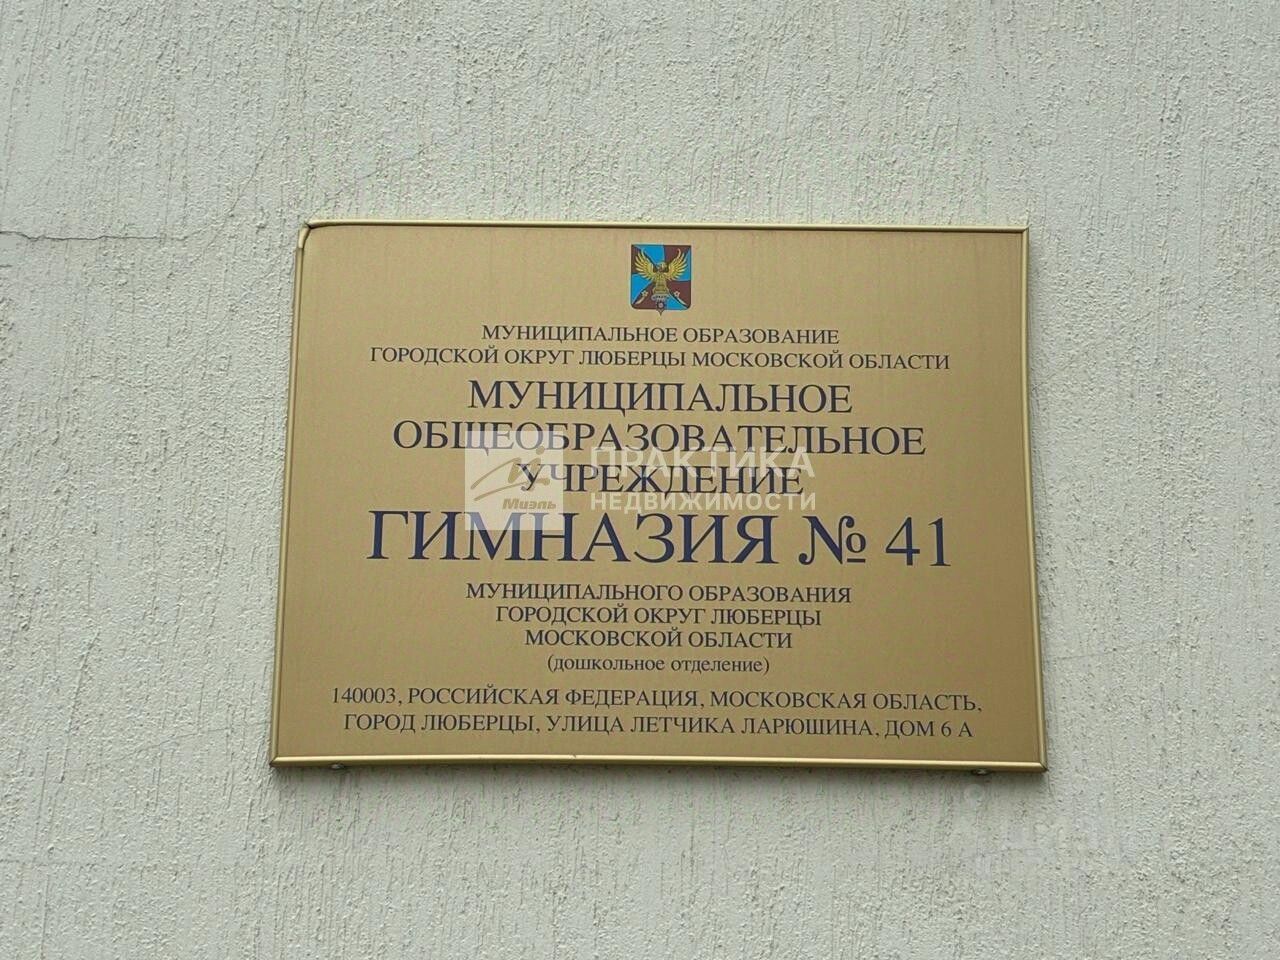 МУНИЦИПАЛЬНОЕ ОБРАЗОВАНИЕ
ГОРОДСКОЙ ОКРУГ ЛЮБЕРЦЫ МОСКОВСКОЙ ОБЛАСТИ
МУНИЦИПАЛЬНОЕ
ОБЩЕОБРАЗОВАТЕЛЬНОЕ
УЧРЕЖДЕНИЕ
Миэль
ПРАКТИКА
НЕДВИЖИМОСТИ
ГИМНАЗИЯ № 41
МУНИЦИПАЛЬНОГО ОБРАЗОВАНИЯ
ГОРОДСКОЙ ОКРУГ ЛЮБЕРЦЫ
МОСКОВСКОЙ ОБЛАСТИ
(дошкольное отделение)
140003, РОССИЙСКАЯ ФЕДЕРАЦИЯ, МОСКОВСКАЯ ОБЛАСТЬ,
ГОРОД ЛЮБЕРЦЫ, УЛИЦА ЛЕТЧИКА ЛАРЮШИНА, ДОМ 6 А